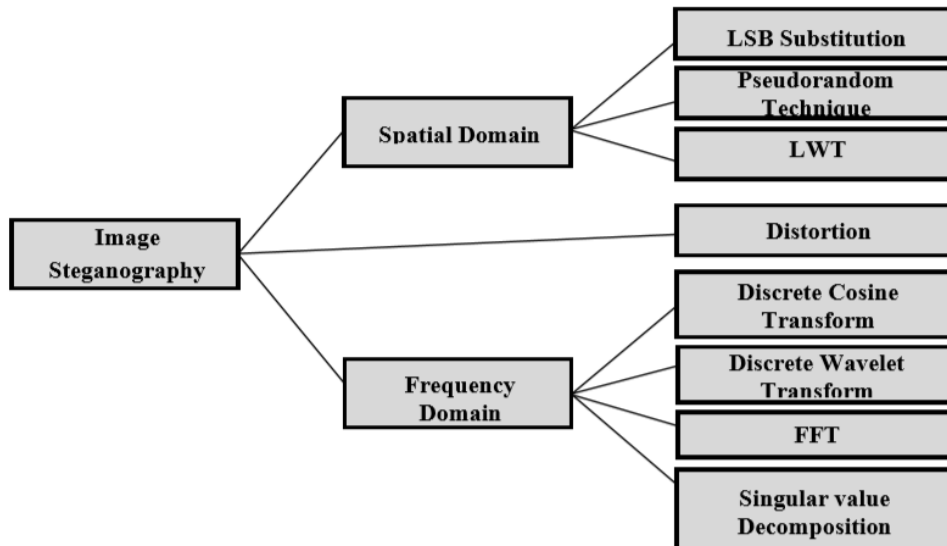 Image
Steganography
Spatial Domain
Frequency
Domain
LSB Substitution
Pseudorandom
Technique
LWT
Distortion
Discrete Cosine
Transform
Discrete Wavelet
Transform
FFT
Singular value
Decomposition